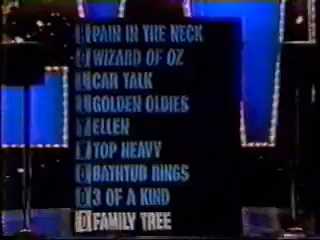 H PAIN IN THE NECK
O WIZARD OF OZ
L CAR TALK
L GOLDEN OLDIES
Y ELLEN
W TOP HEAVY
O BATHTUB RINGS
O 3 OF A KIND
D FAMILY TREE